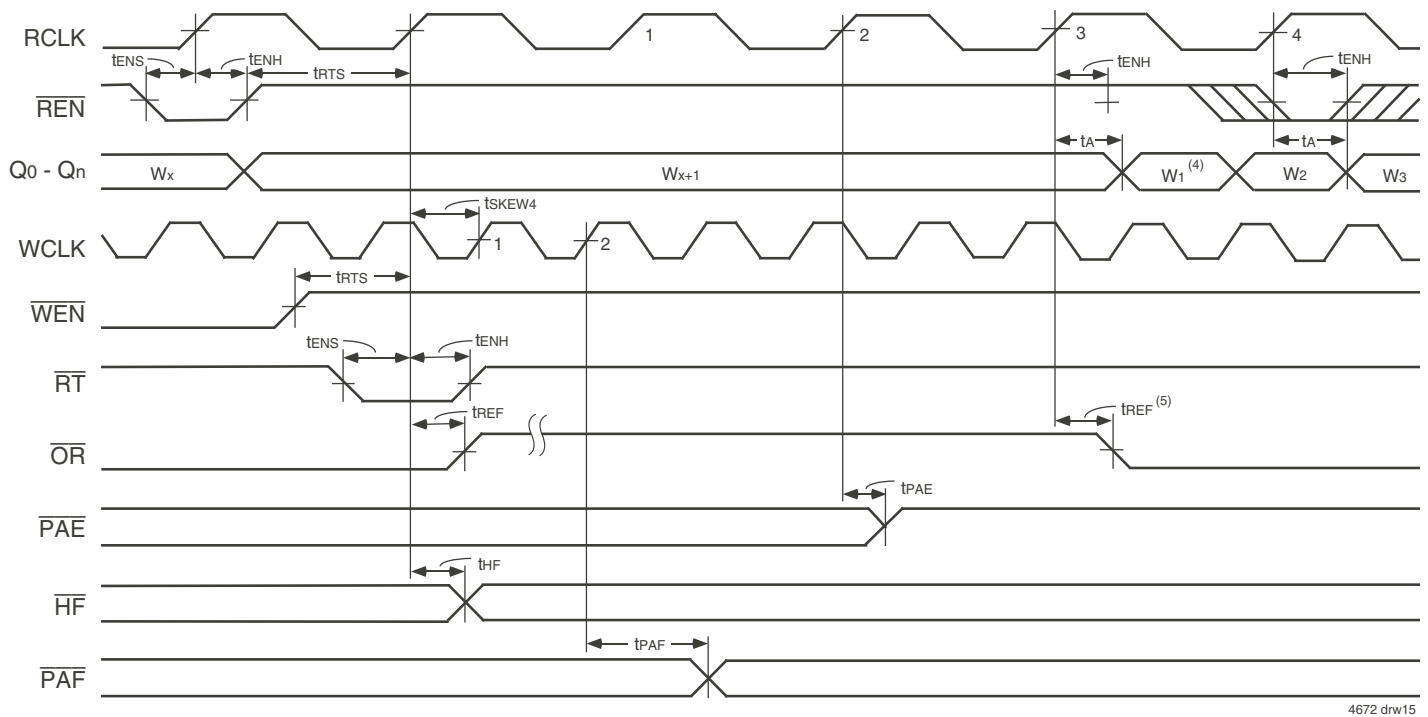 RCLK 1 2 3 4
tENS tENH tRTS tENH tENH
REN
tA tA
Q0 - Qn Wx Wx+1 W1 (4) W2 W3
tSKEW4
WCLK 1 2
tRTS
WEN
tENS tENH
RT
tREF tREF (5)
OR
tPAE
PAE
tHF
HF
tPAF
PAF
4672 drw15